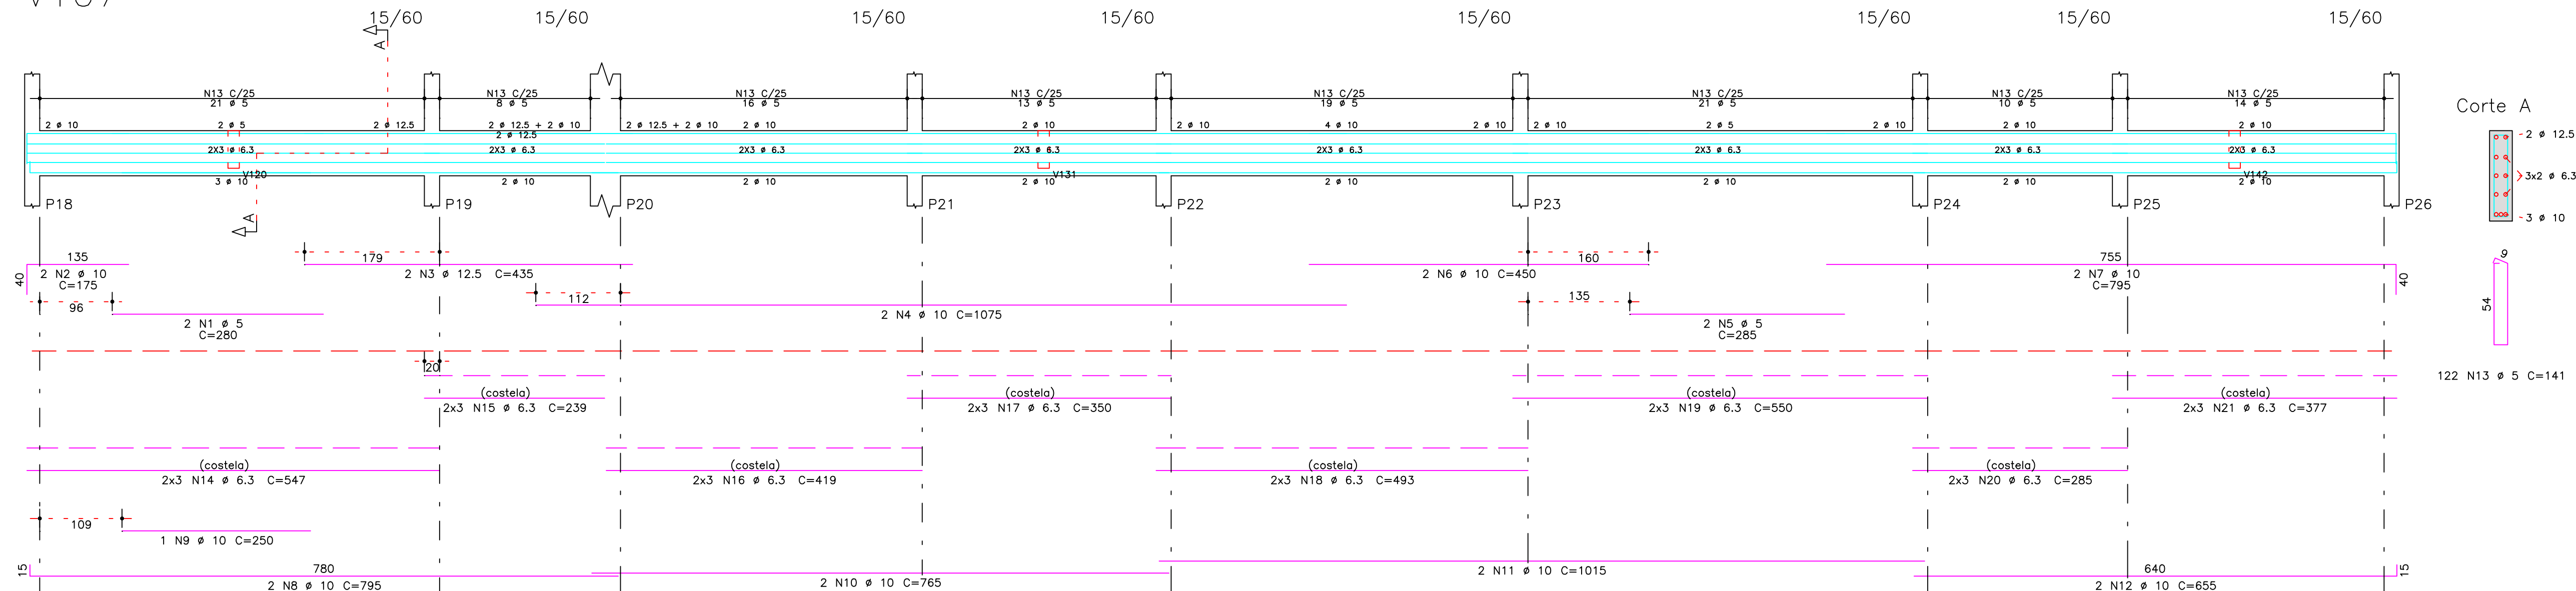 15/60 15/60 15/60 15/60 15/60 15/60 15/60 15/60
A
N13 C/25 N13 C/25 N13 C/25 N13 C/25 N13 C/25 N13 C/25 N13 C/25 N13 C/25
21 ø 5 8 ø 5 16 ø 5 13 ø 5 19 ø 5 21 ø 5 10 ø 5 14 ø 5
Corte A
2 ø 10 2 ø 5 2 ø 12.5 2 ø 12.5 + 2 ø 10 2 ø 12.5 + 2 ø 10 2 ø 10 2 ø 10 2 ø 10 4 ø 10 2 ø 10 2 ø 10 2 ø 5 2 ø 10 2 ø 10 2 ø 10
2 ø 12.5
2 ø 12.5
2X3 ø 6.3 2X3 ø 6.3 2X3 ø 6.3 2X3 ø 6.3 2X3 ø 6.3 2X3 ø 6.3 2X3 ø 6.3 2X3 ø 6.3
V120 V131 V142
3x2 ø 6.3
3 ø 10 2 ø 10 2 ø 10 2 ø 10 2 ø 10 2 ø 10 2 ø 10 2 ø 10
P18 P19 P20 P21 P22 P23 P24 P25 P26
A
3 ø 10
135 179 160 755
40 2 N2 ø 10 2 N3 ø 12.5 C=435 2 N6 ø 10 C=450 2 N7 ø 10 40
C=175 C=795
9
54
96 112 135
2 N1 ø 5 2 N4 ø 10 C=1075 2 N5 ø 5
C=280 C=285
20
122 N13 ø 5 C=141
(costela) (costela) (costela) (costela)
2x3 N15 ø 6.3 C=239 2x3 N17 ø 6.3 C=350 2x3 N19 ø 6.3 C=550 2x3 N21 ø 6.3 C=377
(costela) (costela) (costela) (costela)
2x3 N14 ø 6.3 C=547 2x3 N16 ø 6.3 C=419 2x3 N18 ø 6.3 C=493 2x3 N20 ø 6.3 C=285
109
1 N9 ø 10 C=250
15 780 640 15
2 N8 ø 10 C=795 2 N10 ø 10 C=765 2 N11 ø 10 C=1015 2 N12 ø 10 C=655